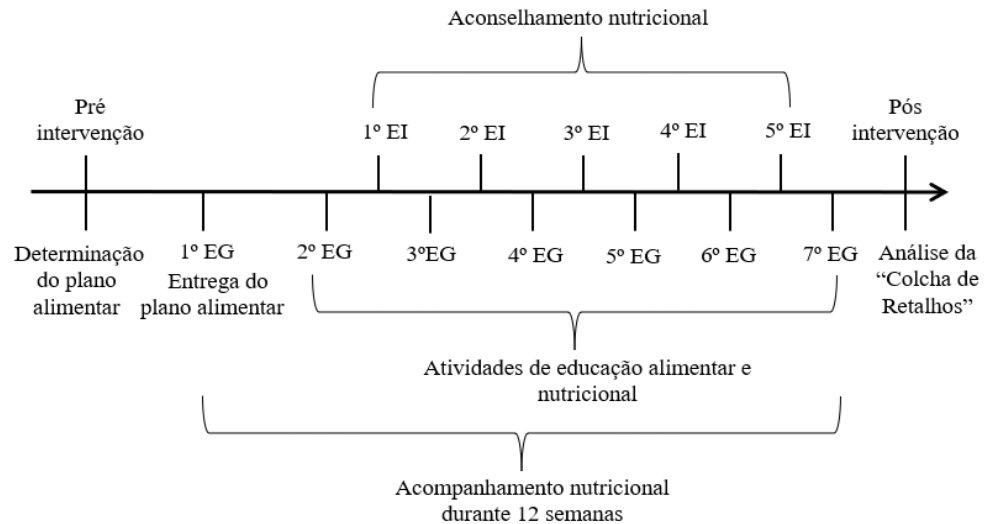 Aconselhamento nutricional
Pré
intervenção
1º EI
2º EI
3º EI
4º EI
5º EI
Pós
intervenção
Determinação
do plano
alimentar
1º EG
Entrega do
plano alimentar
2º EG
3ºEG
4º EG
5º EG
6º EG
7º EG
Análise da
“Colcha de
Retalhos”
Atividades de educação alimentar e
nutricional
Acompanhamento nutricional
durante 12 semanas